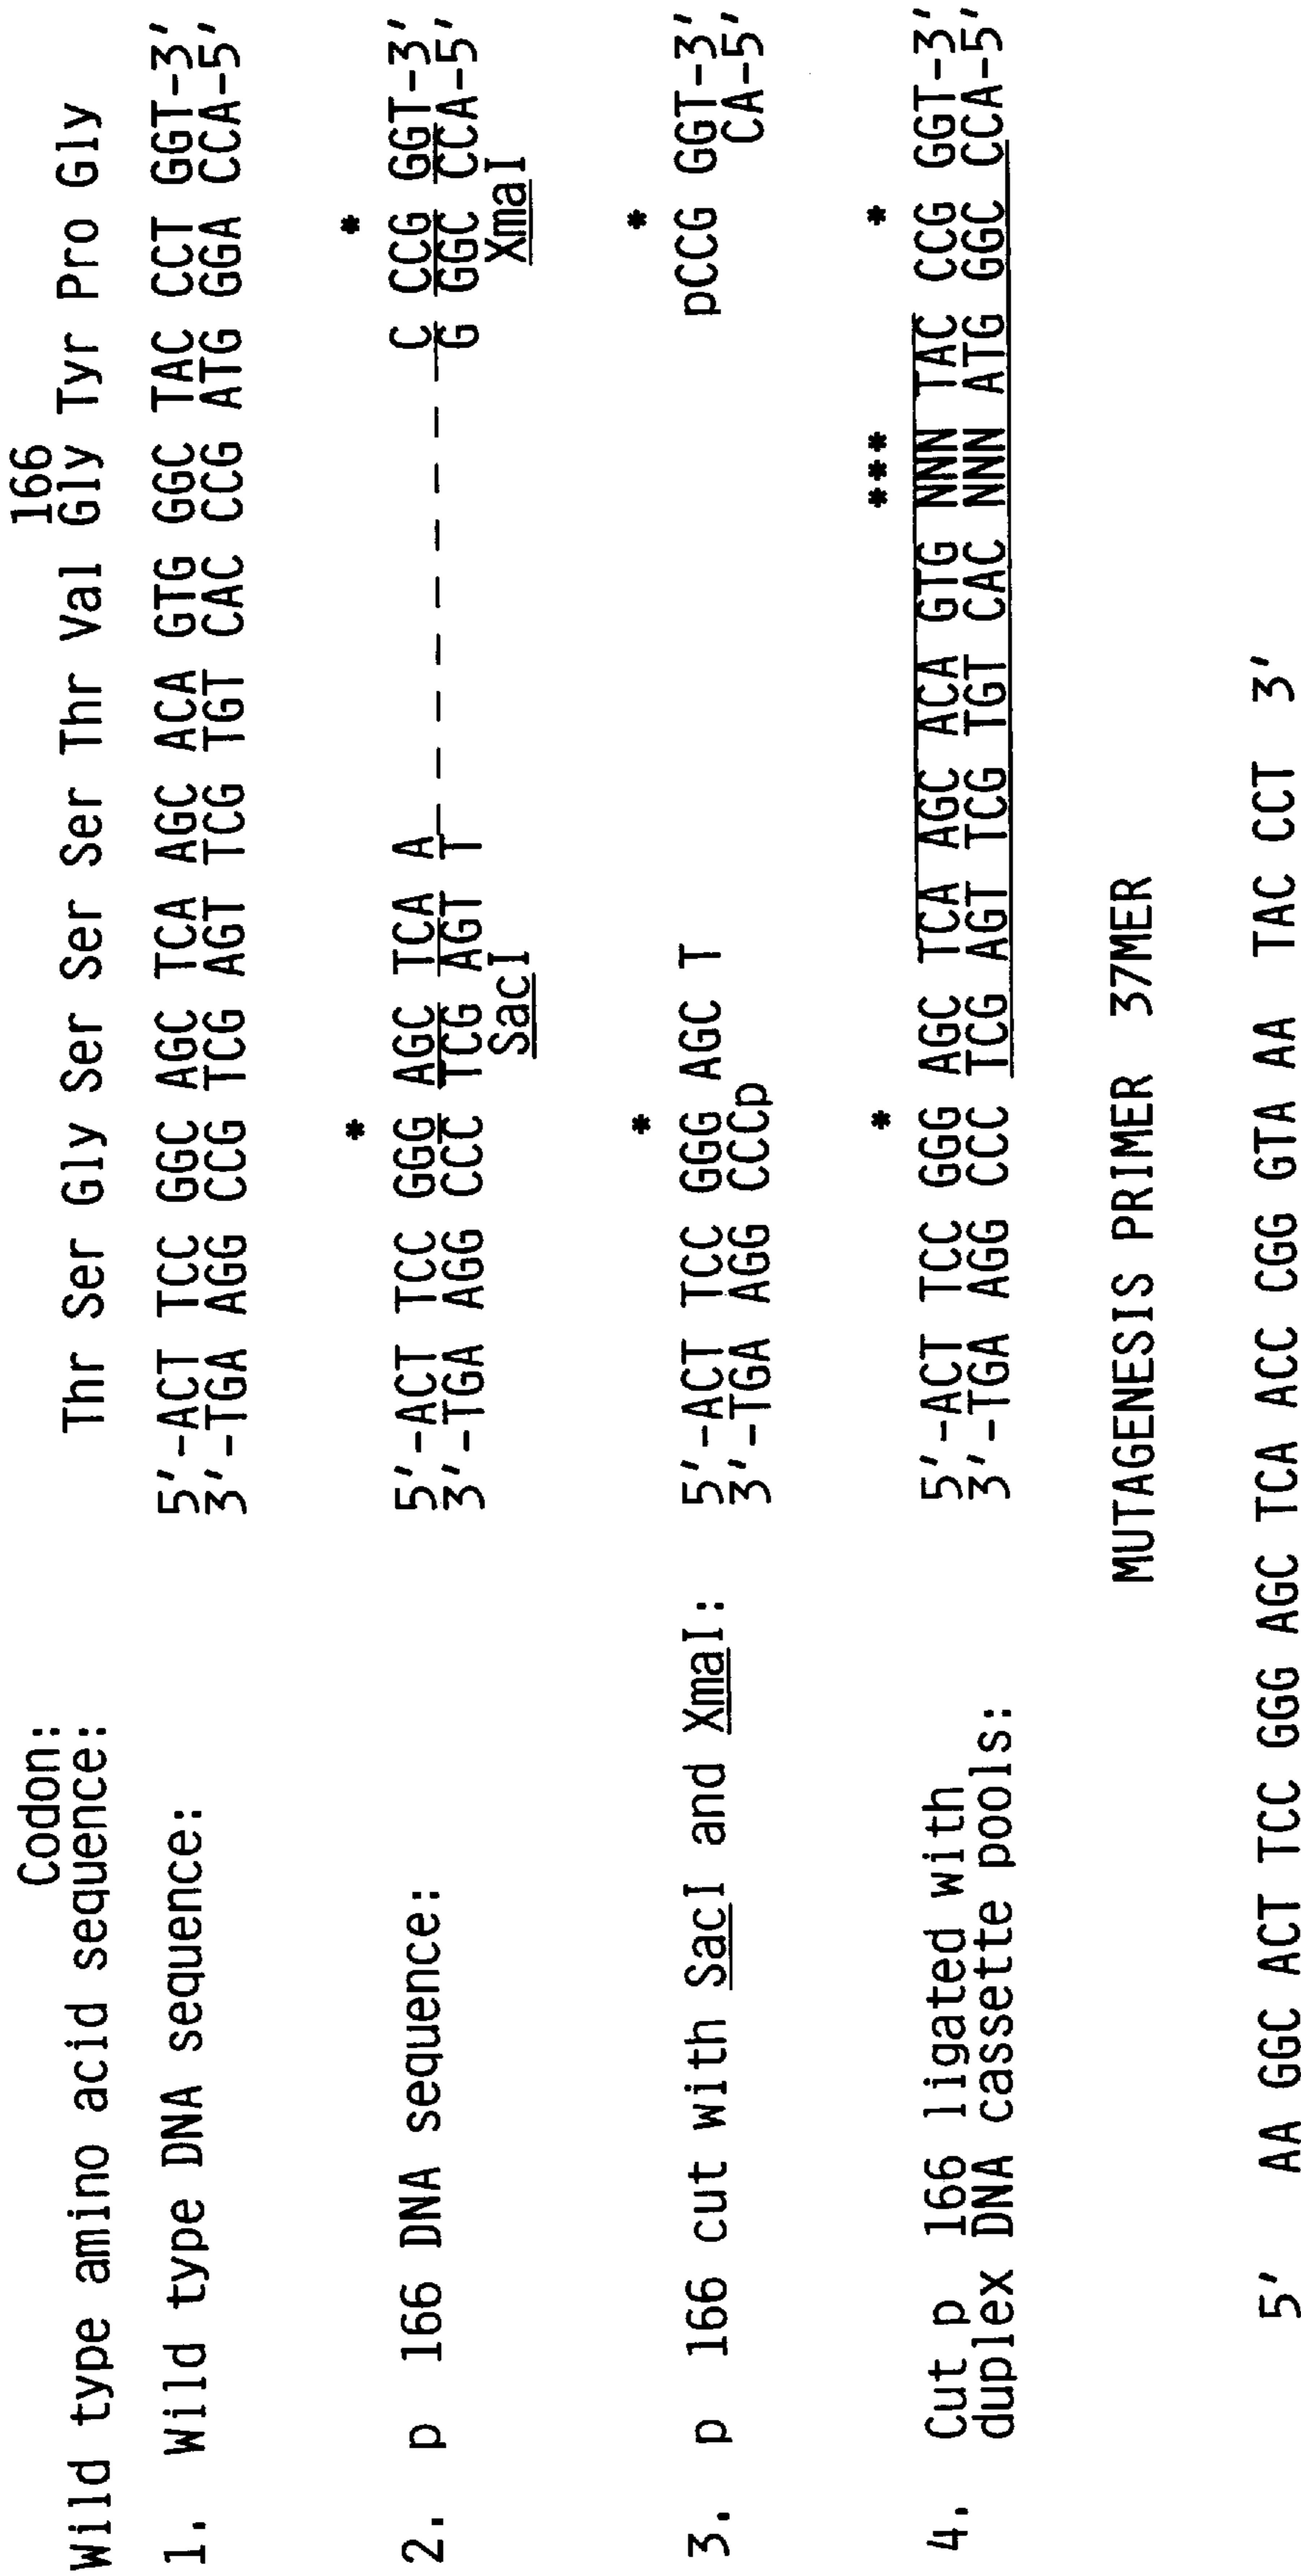 Codon: 166
Wild type amino acid sequence: Thr Ser Gly Ser Ser Ser Thr Val Gly Tyr Pro Gly
1. Wild type DNA sequence: 5'-ACT TCC GGC AGC TCA AGC ACA GTG GGC TAC CCT GGT-3'
3'-TGA AGG CCG TCG AGT TCG TGT CAC CCG ATG GGA CCA-5'
* *
2. p 166 DNA sequence: 5'-ACT TCC GGG AGC TCA A - - - - - - - - - C CCG GGT-3'
3'-TGA AGG CCC TCG AGT T G GGC CCA-5'
SacI XmaI
* *
3. p 166 cut with SacI and XmaI: 5'-ACT TCC GGG AGC T pCCG GGT-3'
3'-TGA AGG CCCp CA-5'
* *** *
4. Cut p 166 ligated with 5'-ACT TCC GGG AGC TCA AGC ACA GTG NNN TAC CCG GGT-3'
duplex DNA cassette pools: 3'-TGA AGG CCC TCG AGT TCG TGT CAC NNN ATG GGC CCA-5'
MUTAGENESIS PRIMER 37MER
5' AA GGC ACT TCC GGG AGC TCA ACC CGG GTA AA TAC CCT 3'